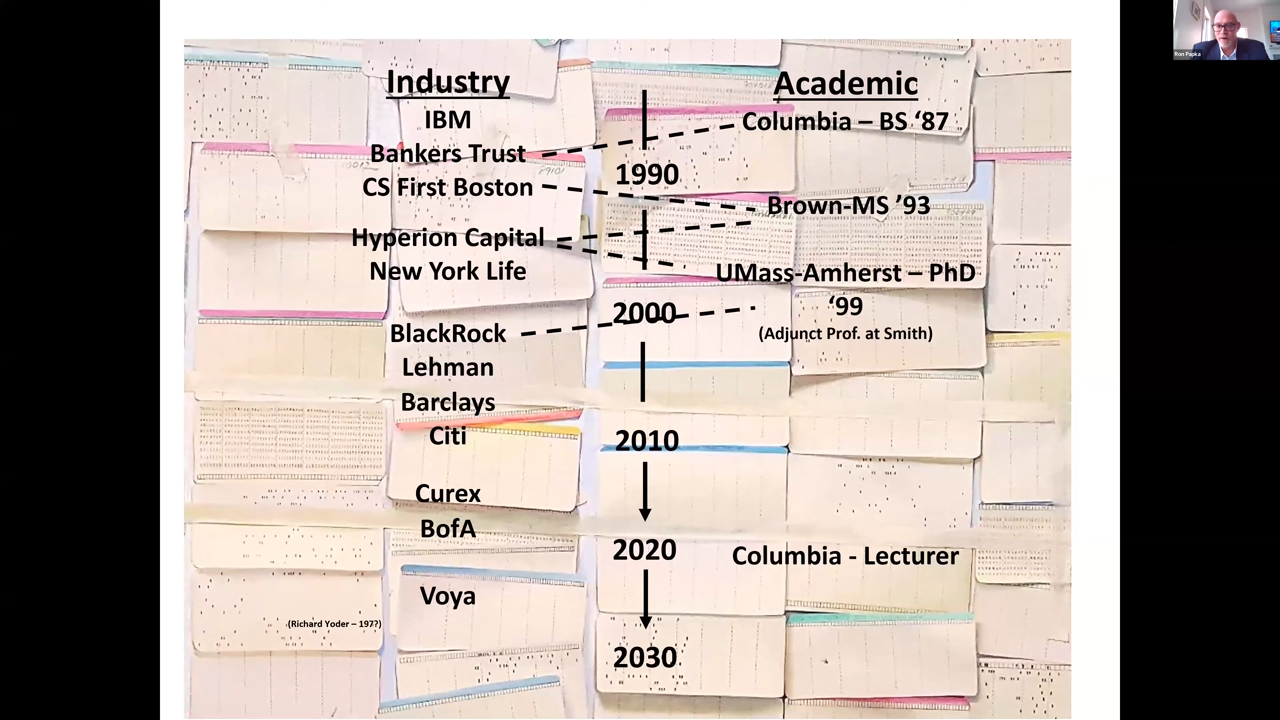 Industry
Academic
IBM
Columbia – BS ‘87
Bankers Trust
1990
CS First Boston
Brown-MS ’93
Hyperion Capital
New York Life
UMass-Amherst – PhD
‘99
2000
(Adjunct Prof. at Smith)
BlackRock
Lehman
Barclays
Citi
2010
Curex
BofA
2020
Columbia - Lecturer
Voya
(Richard Yoder – 197?)
2030
Ron Papka